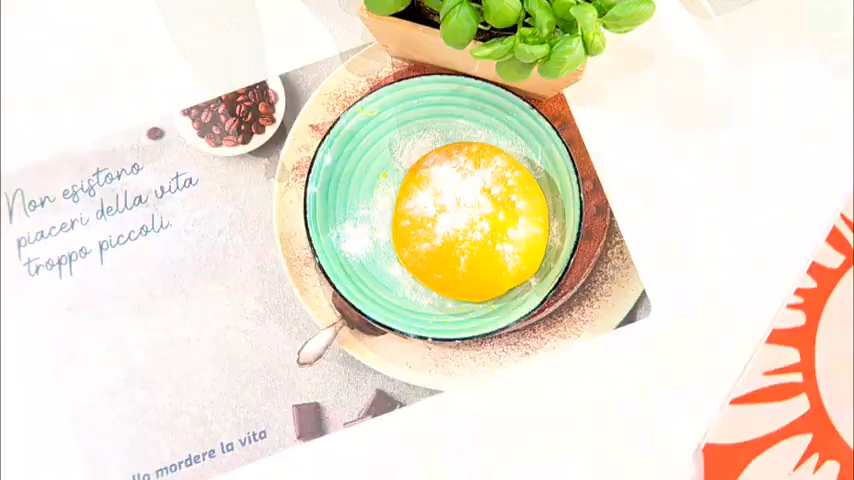 Non esistono
piaceri della vita
troppo piccoli.
mordere la vita